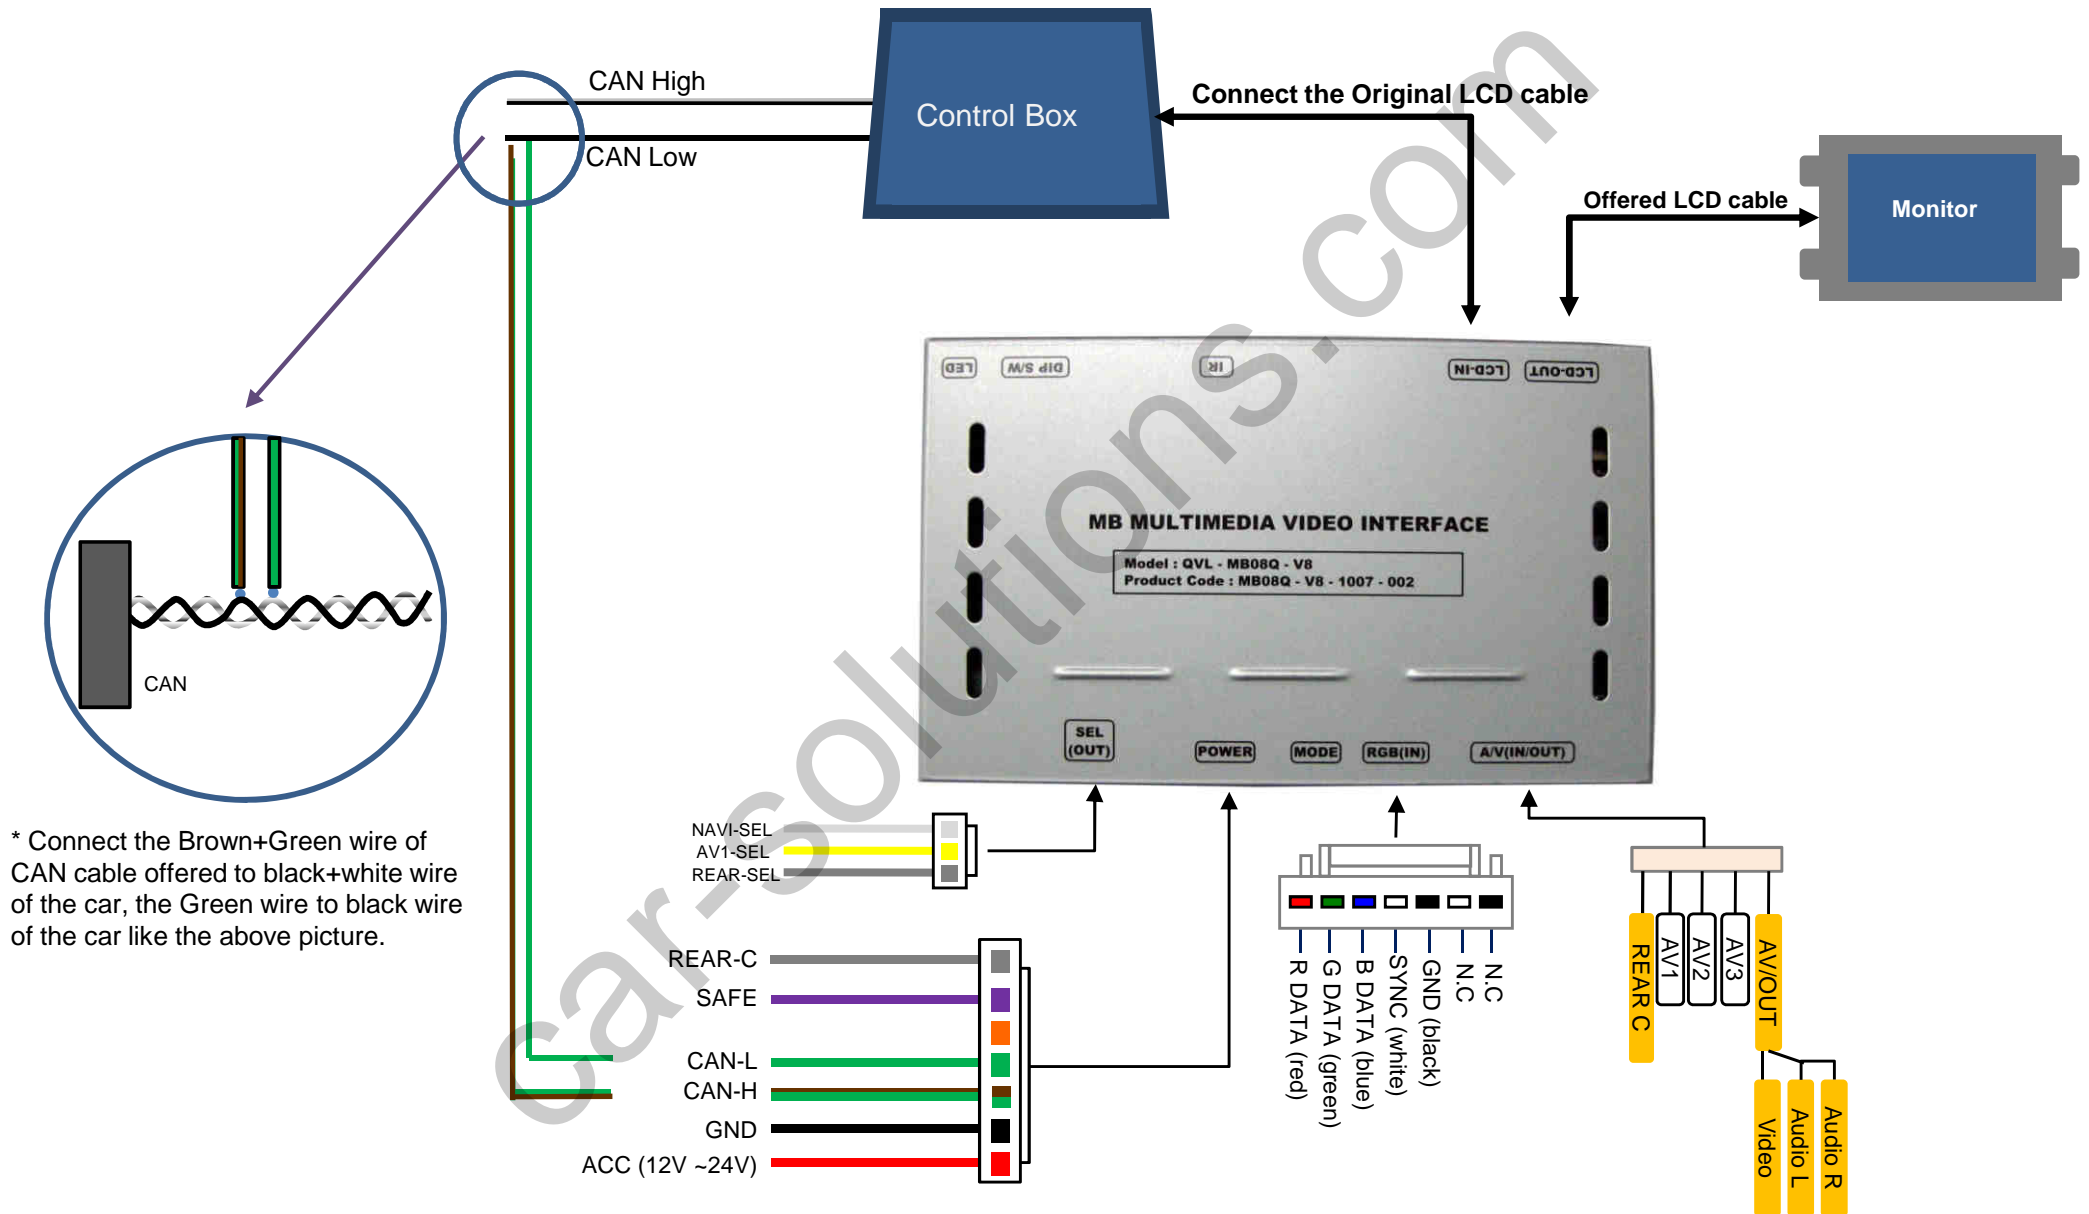 CAN High
CAN Low
Control Box
Connect the Original LCD cable
Offered LCD cable
Monitor
LED
DIP S/W
IR
LCD-IN
LCD-OUT
MB MULTIMEDIA VIDEO INTERFACE
Model : QVL - MB08Q - V8
Product Code : MB08Q - V8 - 1007 - 002
SEL
(OUT)
POWER
MODE
RGB(IN)
A/V(IN/OUT)
CAN
* Connect the Brown+Green wire of
CAN cable offered to black+white wire
of the car, the Green wire to black wire
of the car like the above picture.
NAVI-SEL
AV1-SEL
REAR-SEL
REAR-C
SAFE
CAN-L
CAN-H
GND
ACC (12V ~24V)
R DATA (red)
G DATA (green)
B DATA (blue)
SYNC (white)
GND (black)
N.C
N.C
REAR C
AV1
AV2
AV3
AV/OUT
Video
Audio L
Audio R
car-solutions.com